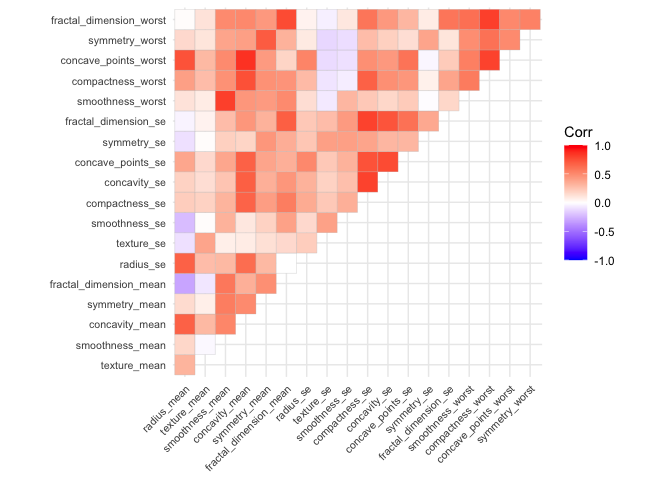 fractal_dimension_worst
symmetry_worst
concave_points_worst
compactness_worst
smoothness_worst
fractal_dimension_se
symmetry_se
concave_points_se
concavity_se
compactness_se
smoothness_se
texture_se
radius_se
fractal_dimension_mean
symmetry_mean
concavity_mean
smoothness_mean
texture_mean
radius_mean
texture_mean
smoothness_mean
concavity_mean
symmetry_mean
fractal_dimension_mean
radius_se
texture_se
smoothness_se
compactness_se
concavity_se
concave_points_se
symmetry_se
fractal_dimension_se
smoothness_worst
compactness_worst
concave_points_worst
symmetry_worst
Corr
1.0
0.5
0.0
-0.5
-1.0